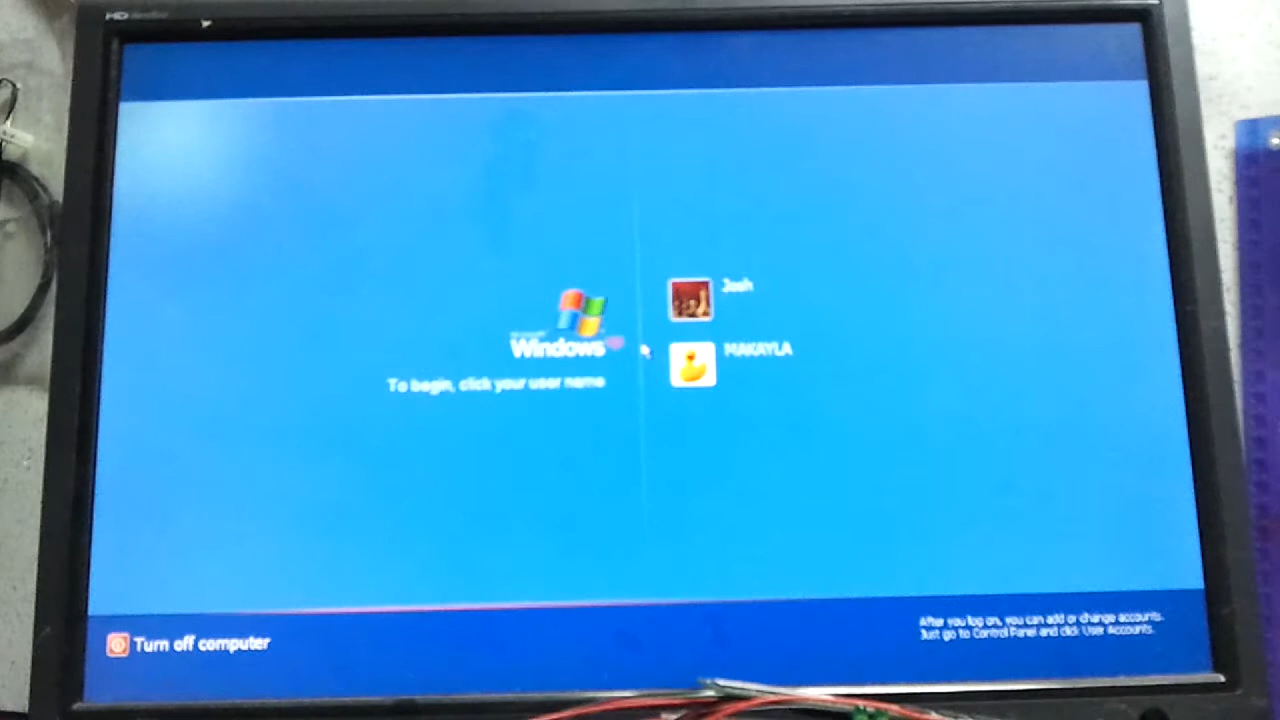 HD
Josh
Windows
MAKAYLA
To begin, click your user name
Turn off computer
After you log on, you can add or change accounts.
Just go to Control Panel and click User Accounts.